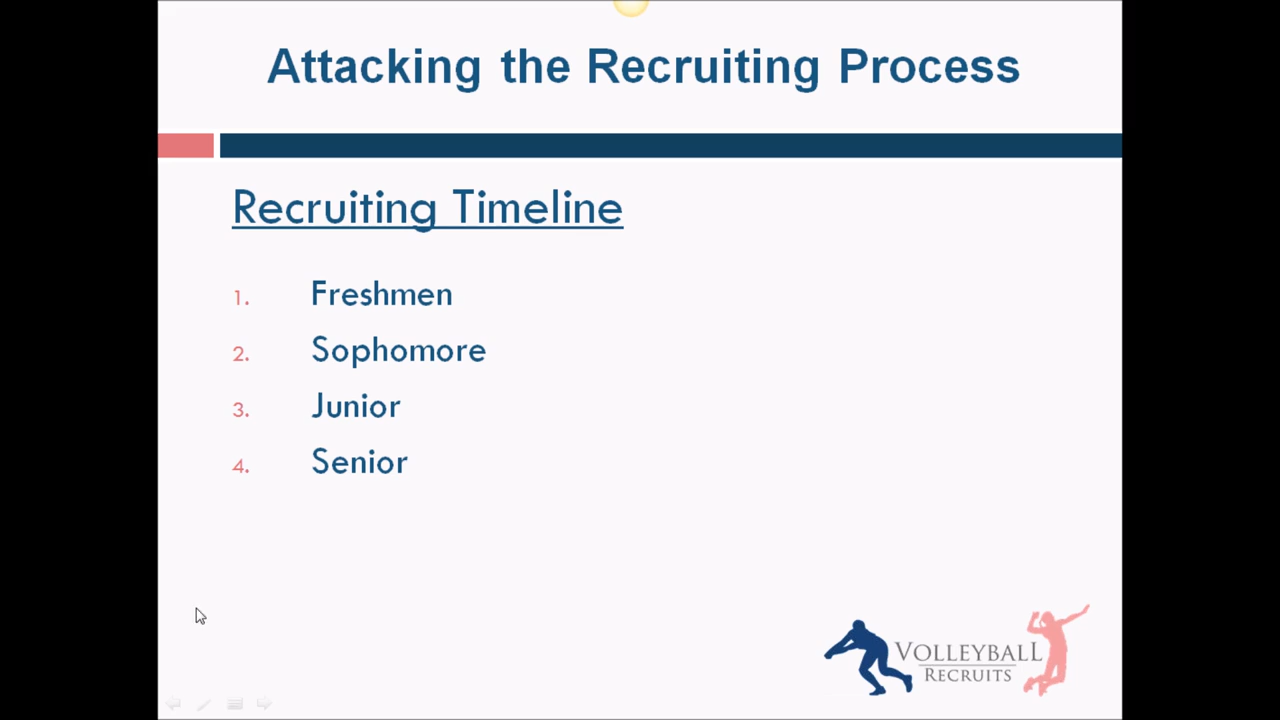 Attacking the Recruiting Process
Recruiting Timeline
1. Freshmen
2. Sophomore
3. Junior
4. Senior
VOLLEYBALL
RECRUITS